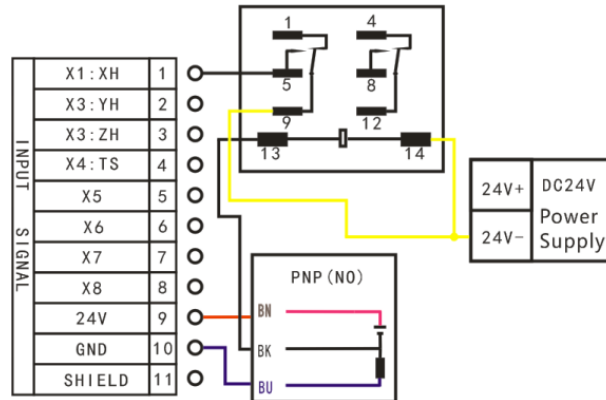 1
4
5
8
9
12
13
14
INPUT SIGNAL
X1:XH 1
X3:YH 2
X3:ZH 3
X4:TS 4
X5 5
X6 6
X7 7
X8 8
24V 9
GND 10
SHIELD 11
PNP(NO)
BN
BK
BU
24V+
24V-
DC24V
Power
Supply